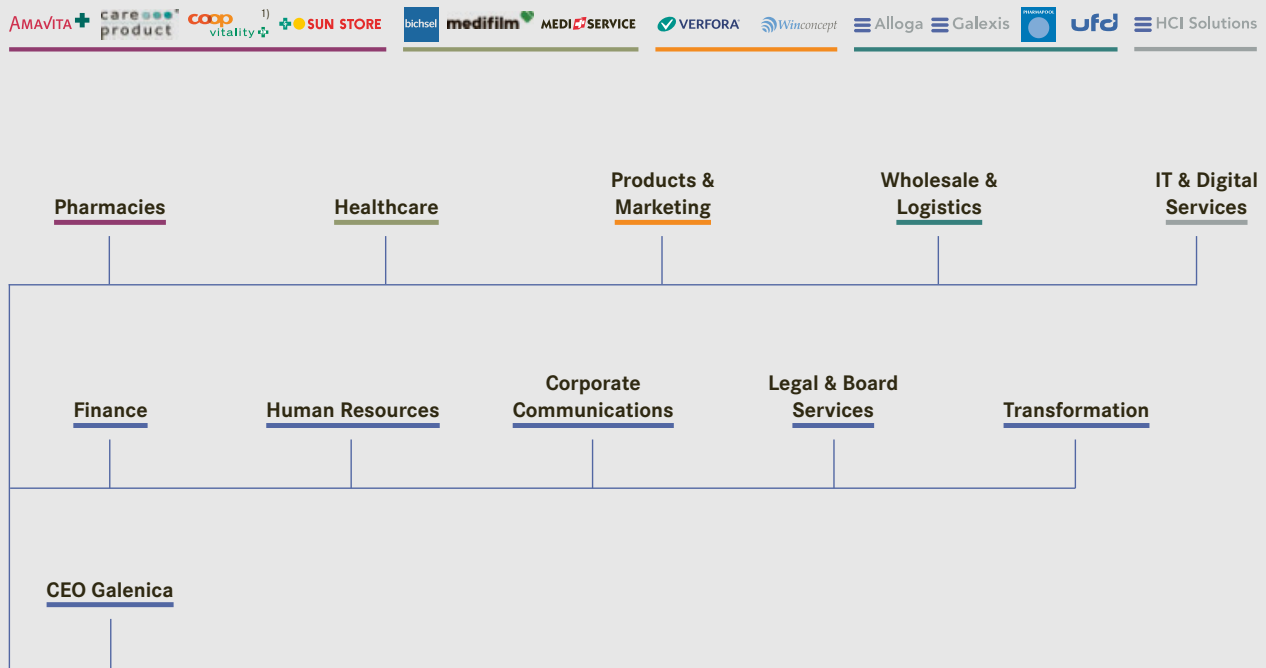 AMAVITA care product coop vitality 1) SUN STORE bichsel medifilm MEDISERVICE VERFORA Winconcept Alloga Galexis PHARMAPOOL ufd HCI Solutions
Pharmacies
Healthcare
Products &
Marketing
Wholesale &
Logistics
IT & Digital
Services
Finance
Human Resources
Corporate
Communications
Legal & Board
Services
Transformation
CEO Galenica